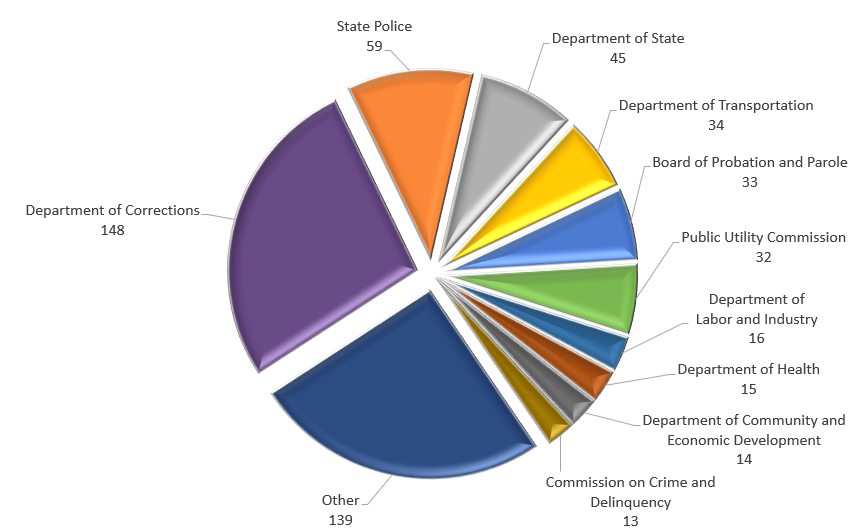 State Police
59
Department of State
45
Department of Transportation
34
Board of Probation and Parole
33
Department of Corrections
148
Public Utility Commission
32
Department of
Labor and Industry
16
Department of Health
15
Department of Community and
Economic Development
14
Commission on Crime and
Delinquency
13
Other
139